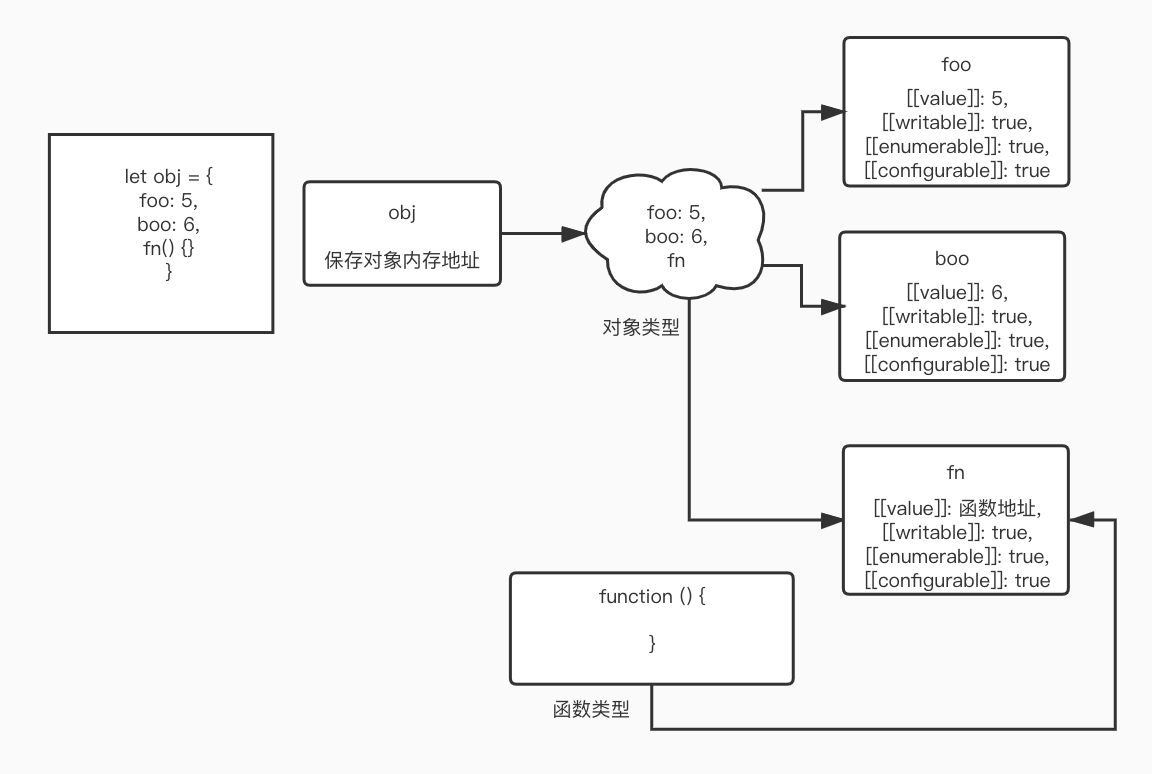 let obj = {
foo: 5,
boo: 6,
fn() {}
}
obj
保存对象内存地址
foo: 5,
boo: 6,
fn
对象类型
foo
[[value]]: 5,
[[writable]]: true,
[[enumerable]]: true,
[[configurable]]: true
boo
[[value]]: 6,
[[writable]]: true,
[[enumerable]]: true,
[[configurable]]: true
fn
[[value]]: 函数地址,
[[writable]]: true,
[[enumerable]]: true,
[[configurable]]: true
function () {
}
函数类型